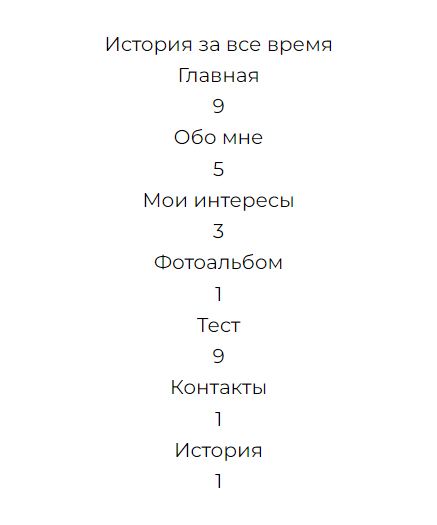 История за все время
Главная
9
Обо мне
5
Мои интересы
3
Фотоальбом
1
Тест
9
Контакты
1
История
1